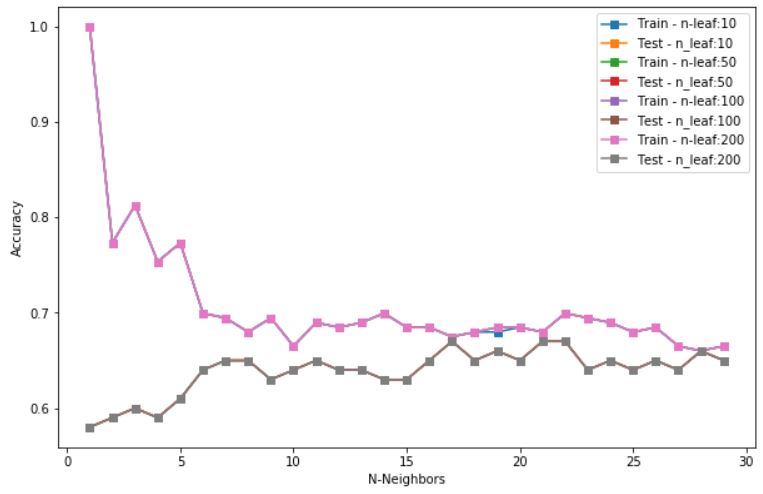 1.0
0.9
0.8
0.7
0.6
Accuracy
0
5
10
15
20
25
30
N-Neighbors
Train - n-leaf:10
Test - n_leaf:10
Train - n-leaf:50
Test - n_leaf:50
Train - n-leaf:100
Test - n_leaf:100
Train - n-leaf:200
Test - n_leaf:200